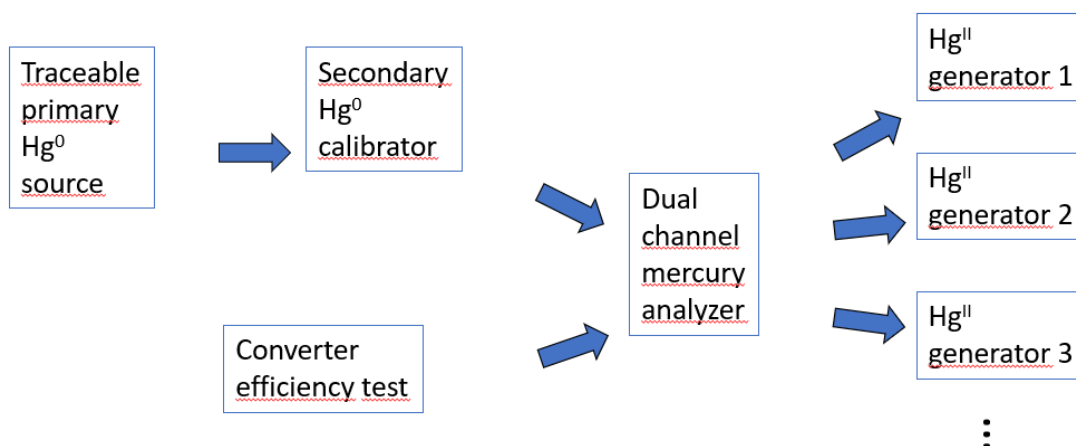 Traceable
primary
Hg⁰
source
Secondary
Hg⁰
calibrator
Converter
efficiency test
Dual
channel
mercury
analyzer
Hgᴵᴵ
generator 1
Hgᴵᴵ
generator 2
Hgᴵᴵ
generator 3
⋮